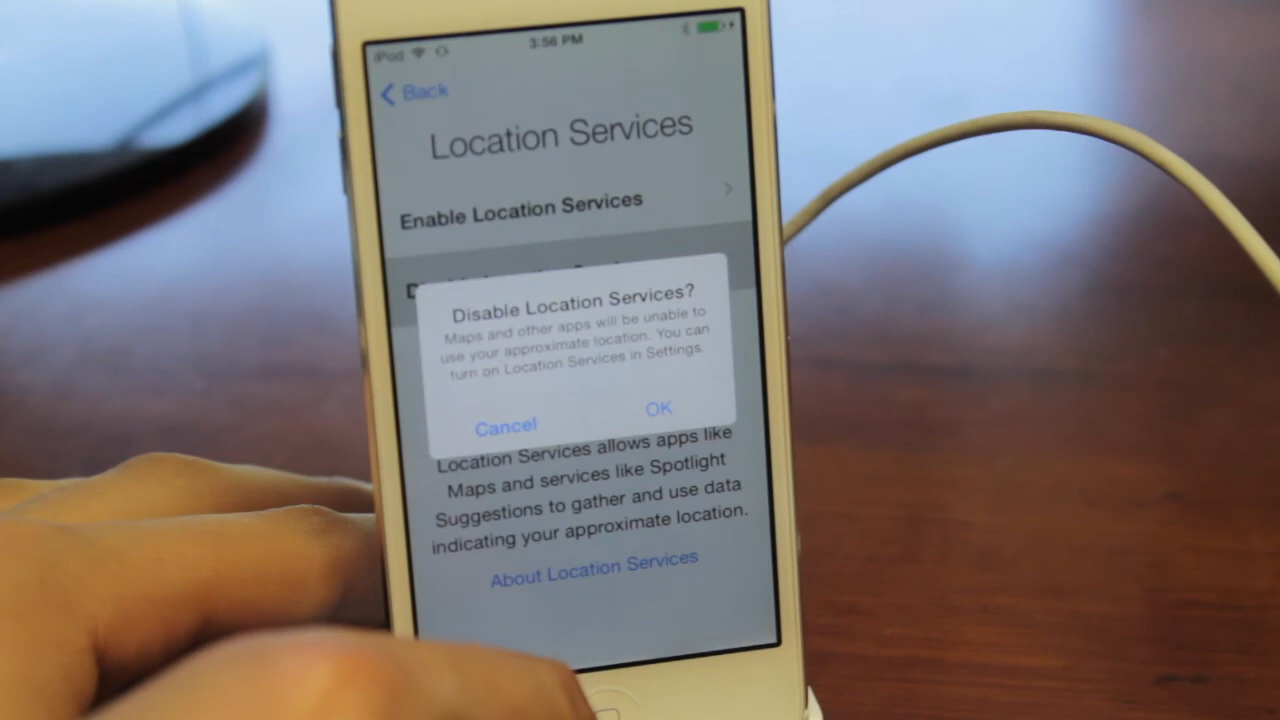 iPod 3:56 PM
Back
Location Services
Enable Location Services
Disable Location Services?
Maps and other apps will be unable to
use your approximate location. You can
turn on Location Services in Settings.
Cancel OK
Location Services allows apps like
Maps and services like Spotlight
Suggestions to gather and use data
indicating your approximate location.
About Location Services